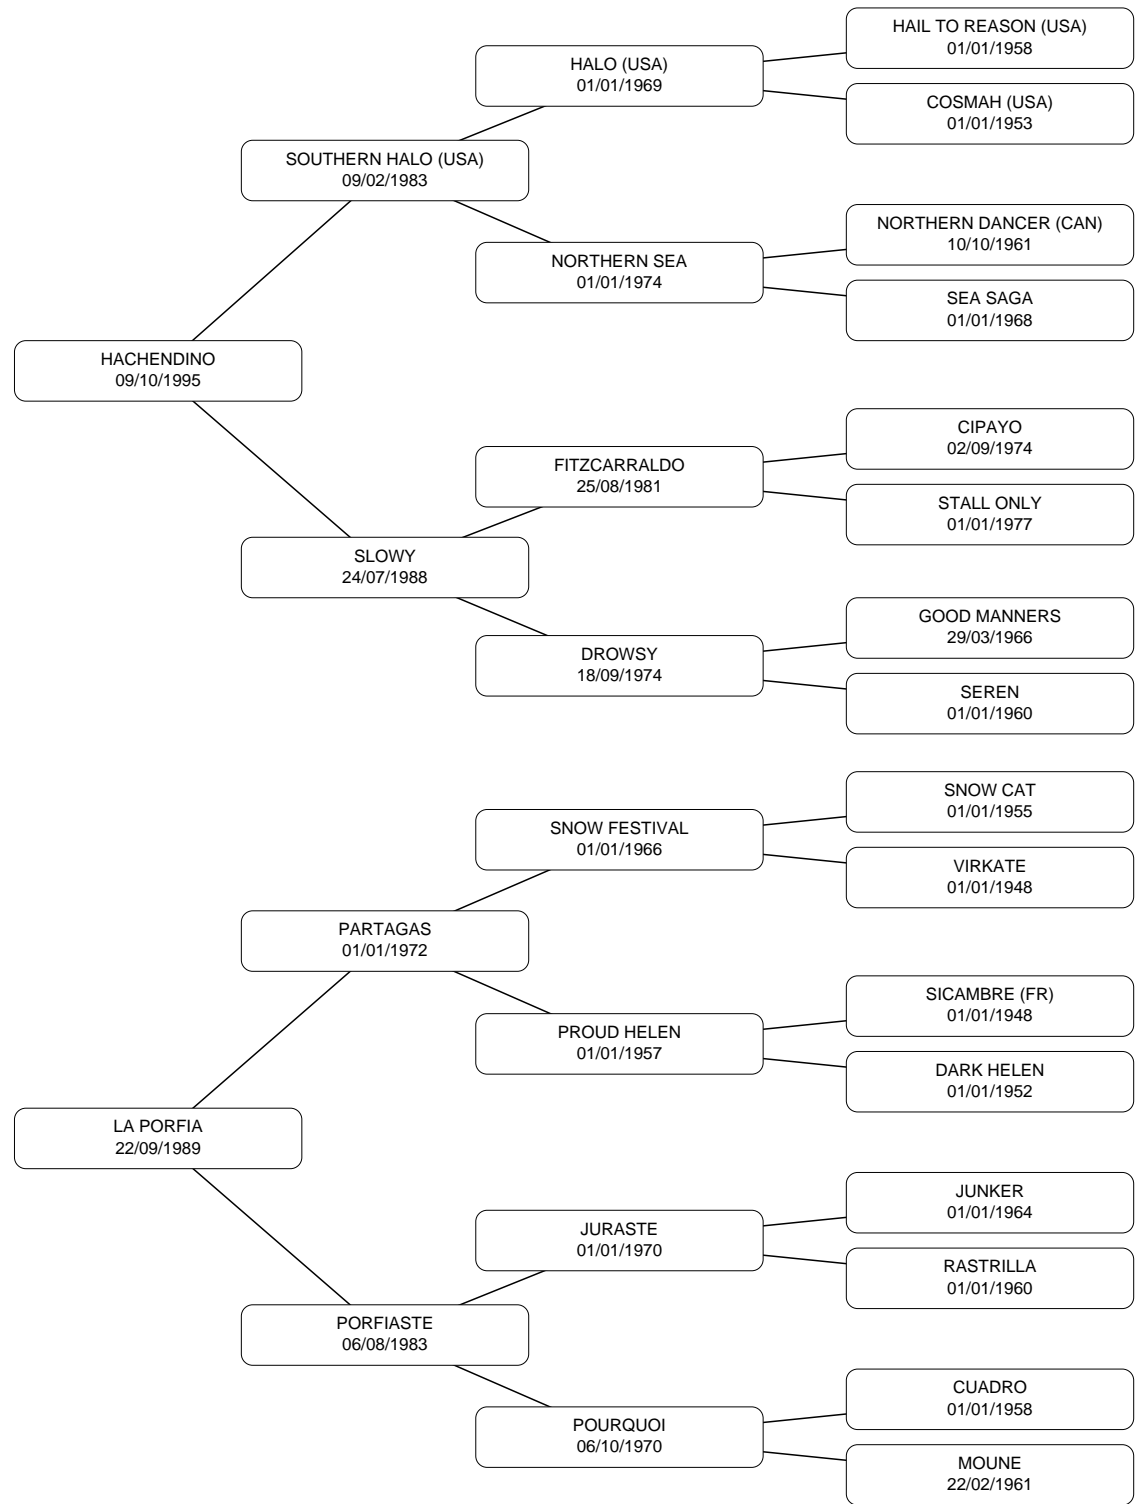 HAIL TO REASON (USA)
01/01/1958
HALO (USA)
01/01/1969
COSMAH (USA)
01/01/1953
SOUTHERN HALO (USA)
09/02/1983
NORTHERN DANCER (CAN)
10/10/1961
NORTHERN SEA
01/01/1974
SEA SAGA
01/01/1968
HACHENDINO
09/10/1995
CIPAYO
02/09/1974
FITZCARRALDO
25/08/1981
STALL ONLY
01/01/1977
SLOWY
24/07/1988
GOOD MANNERS
29/03/1966
DROWSY
18/09/1974
SEREN
01/01/1960
SNOW CAT
01/01/1955
SNOW FESTIVAL
01/01/1966
VIRKATE
01/01/1948
PARTAGAS
01/01/1972
SICAMBRE (FR)
01/01/1948
PROUD HELEN
01/01/1957
DARK HELEN
01/01/1952
LA PORFIA
22/09/1989
JUNKER
01/01/1964
JURASTE
01/01/1970
RASTRILLA
01/01/1960
PORFIASTE
06/08/1983
CUADRO
01/01/1958
POURQUOI
06/10/1970
MOUNE
22/02/1961